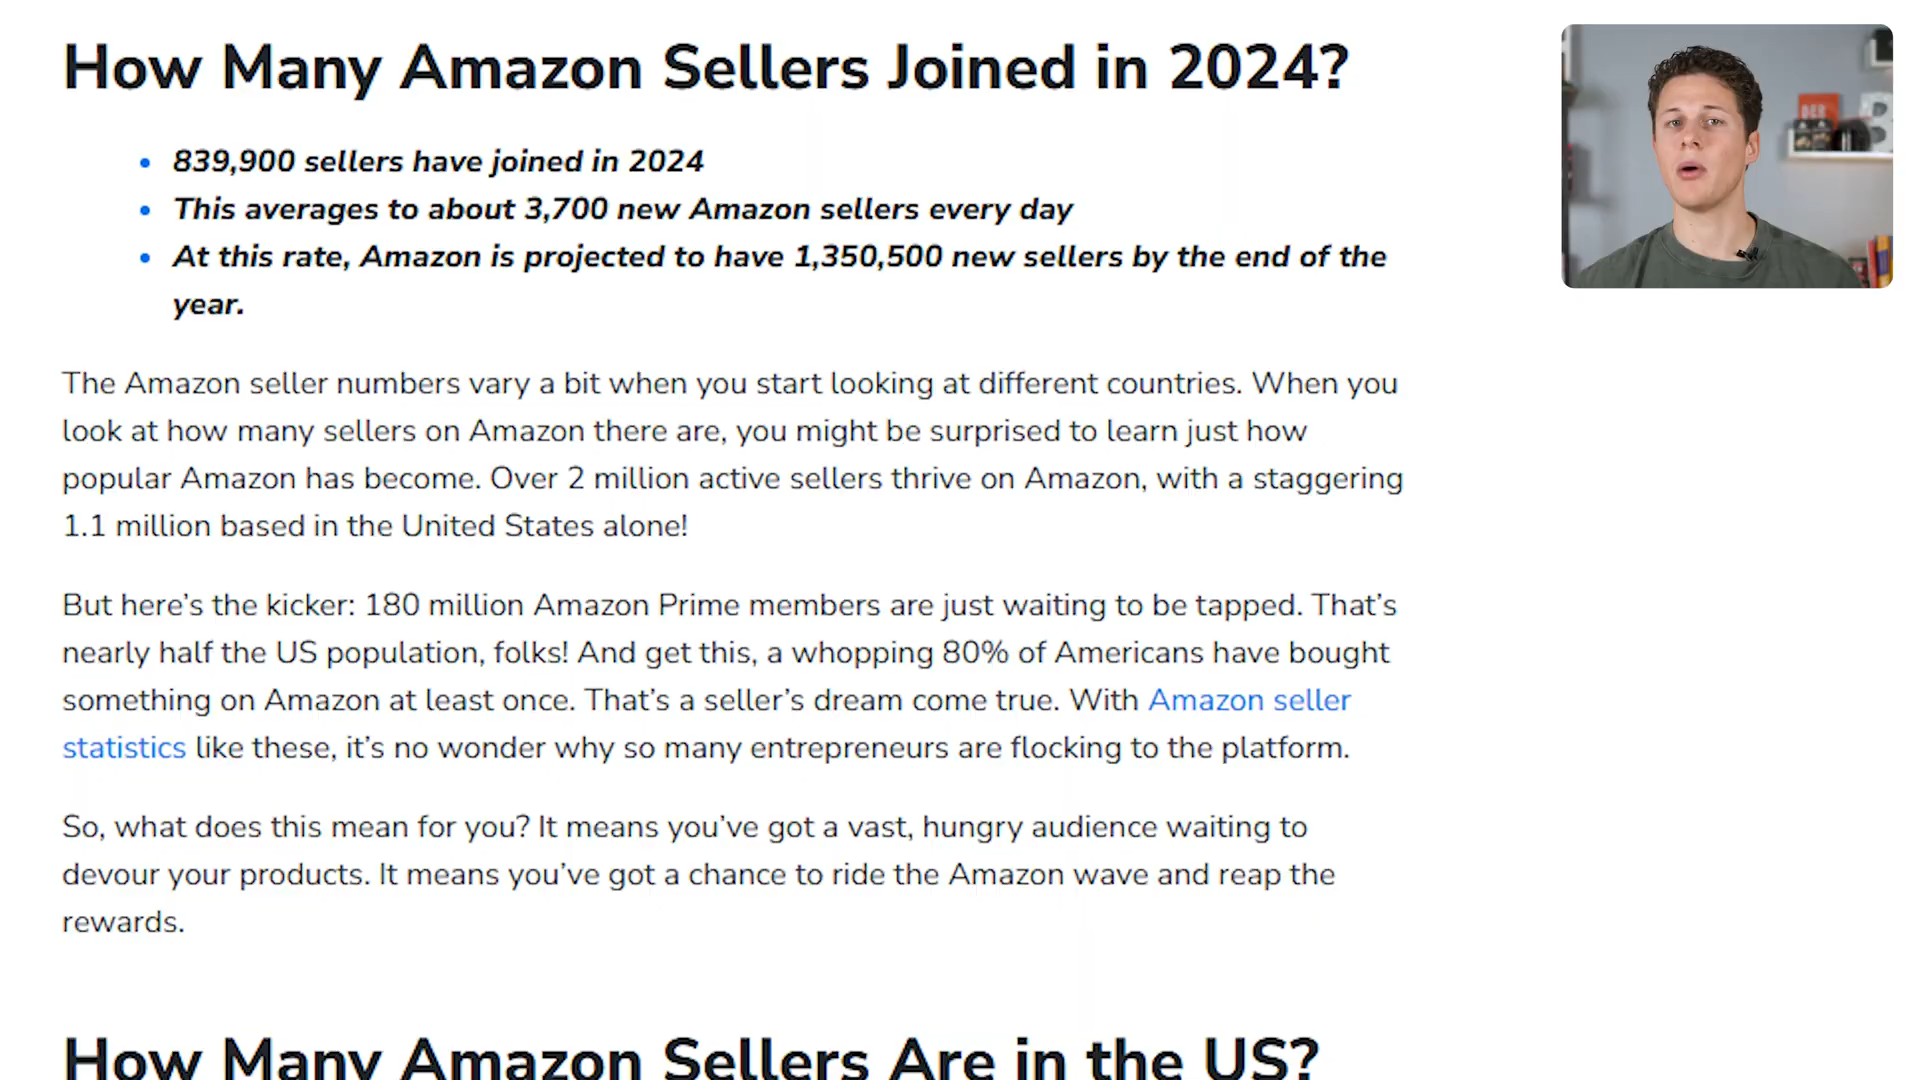 How Many Amazon Sellers Joined in 2024?
839,900 sellers have joined in 2024
This averages to about 3,700 new Amazon sellers every day
At this rate, Amazon is projected to have 1,350,500 new sellers by the end of the
year.
The Amazon seller numbers vary a bit when you start looking at different countries. When you
look at how many sellers on Amazon there are, you might be surprised to learn just how
popular Amazon has become. Over 2 million active sellers thrive on Amazon, with a staggering
1.1 million based in the United States alone!
But here’s the kicker: 180 million Amazon Prime members are just waiting to be tapped. That’s
nearly half the US population, folks! And get this, a whopping 80% of Americans have bought
something on Amazon at least once. That’s a seller’s dream come true. With Amazon seller
statistics like these, it’s no wonder why so many entrepreneurs are flocking to the platform.
So, what does this mean for you? It means you’ve got a vast, hungry audience waiting to
devour your products. It means you’ve got a chance to ride the Amazon wave and reap the
rewards.
How Many Amazon Sellers Are in the US?